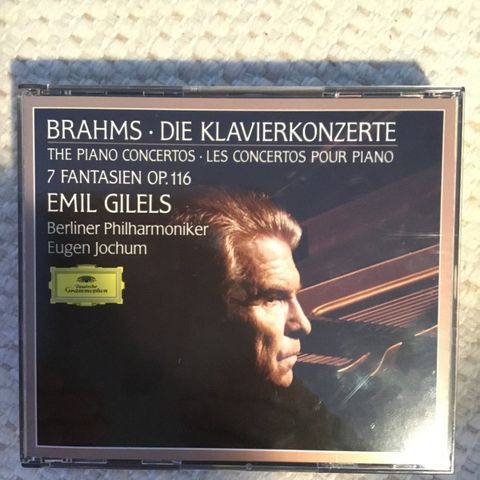 BRAHMS · DIE KLAVIERKONZERTE
THE PIANO CONCERTOS · LES CONCERTOS POUR PIANO
7 FANTASIEN OP. 116
EMIL GILELS
Berliner Philharmoniker
Eugen Jochum
Deutsche
Grammophon